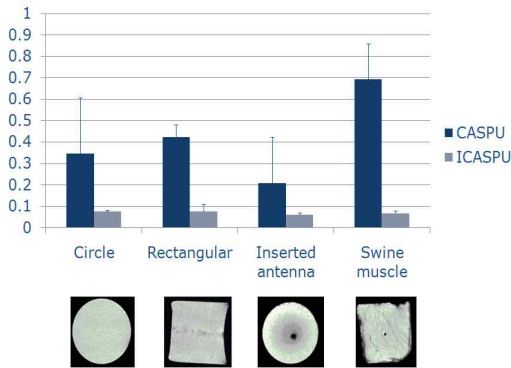 1
0.9
0.8
0.7
0.6
0.5
0.4
0.3
0.2
0.1
0
CASPU
ICASPU
Circle
Rectangular
Inserted
antenna
Swine
muscle